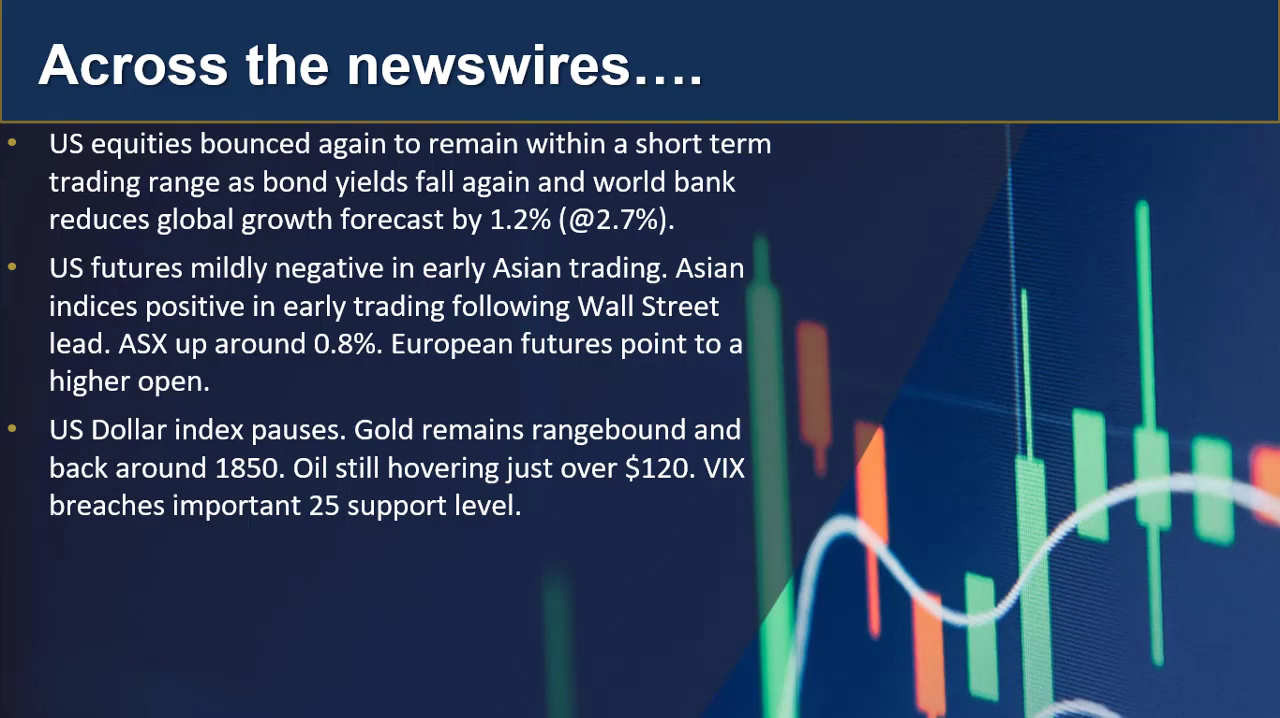 Across the newswires….
• US equities bounced again to remain within a short term
trading range as bond yields fall again and world bank
reduces global growth forecast by 1.2% (@2.7%).
• US futures mildly negative in early Asian trading. Asian
indices positive in early trading following Wall Street
lead. ASX up around 0.8%. European futures point to a
higher open.
• US Dollar index pauses. Gold remains rangebound and
back around 1850. Oil still hovering just over $120. VIX
breaches important 25 support level.